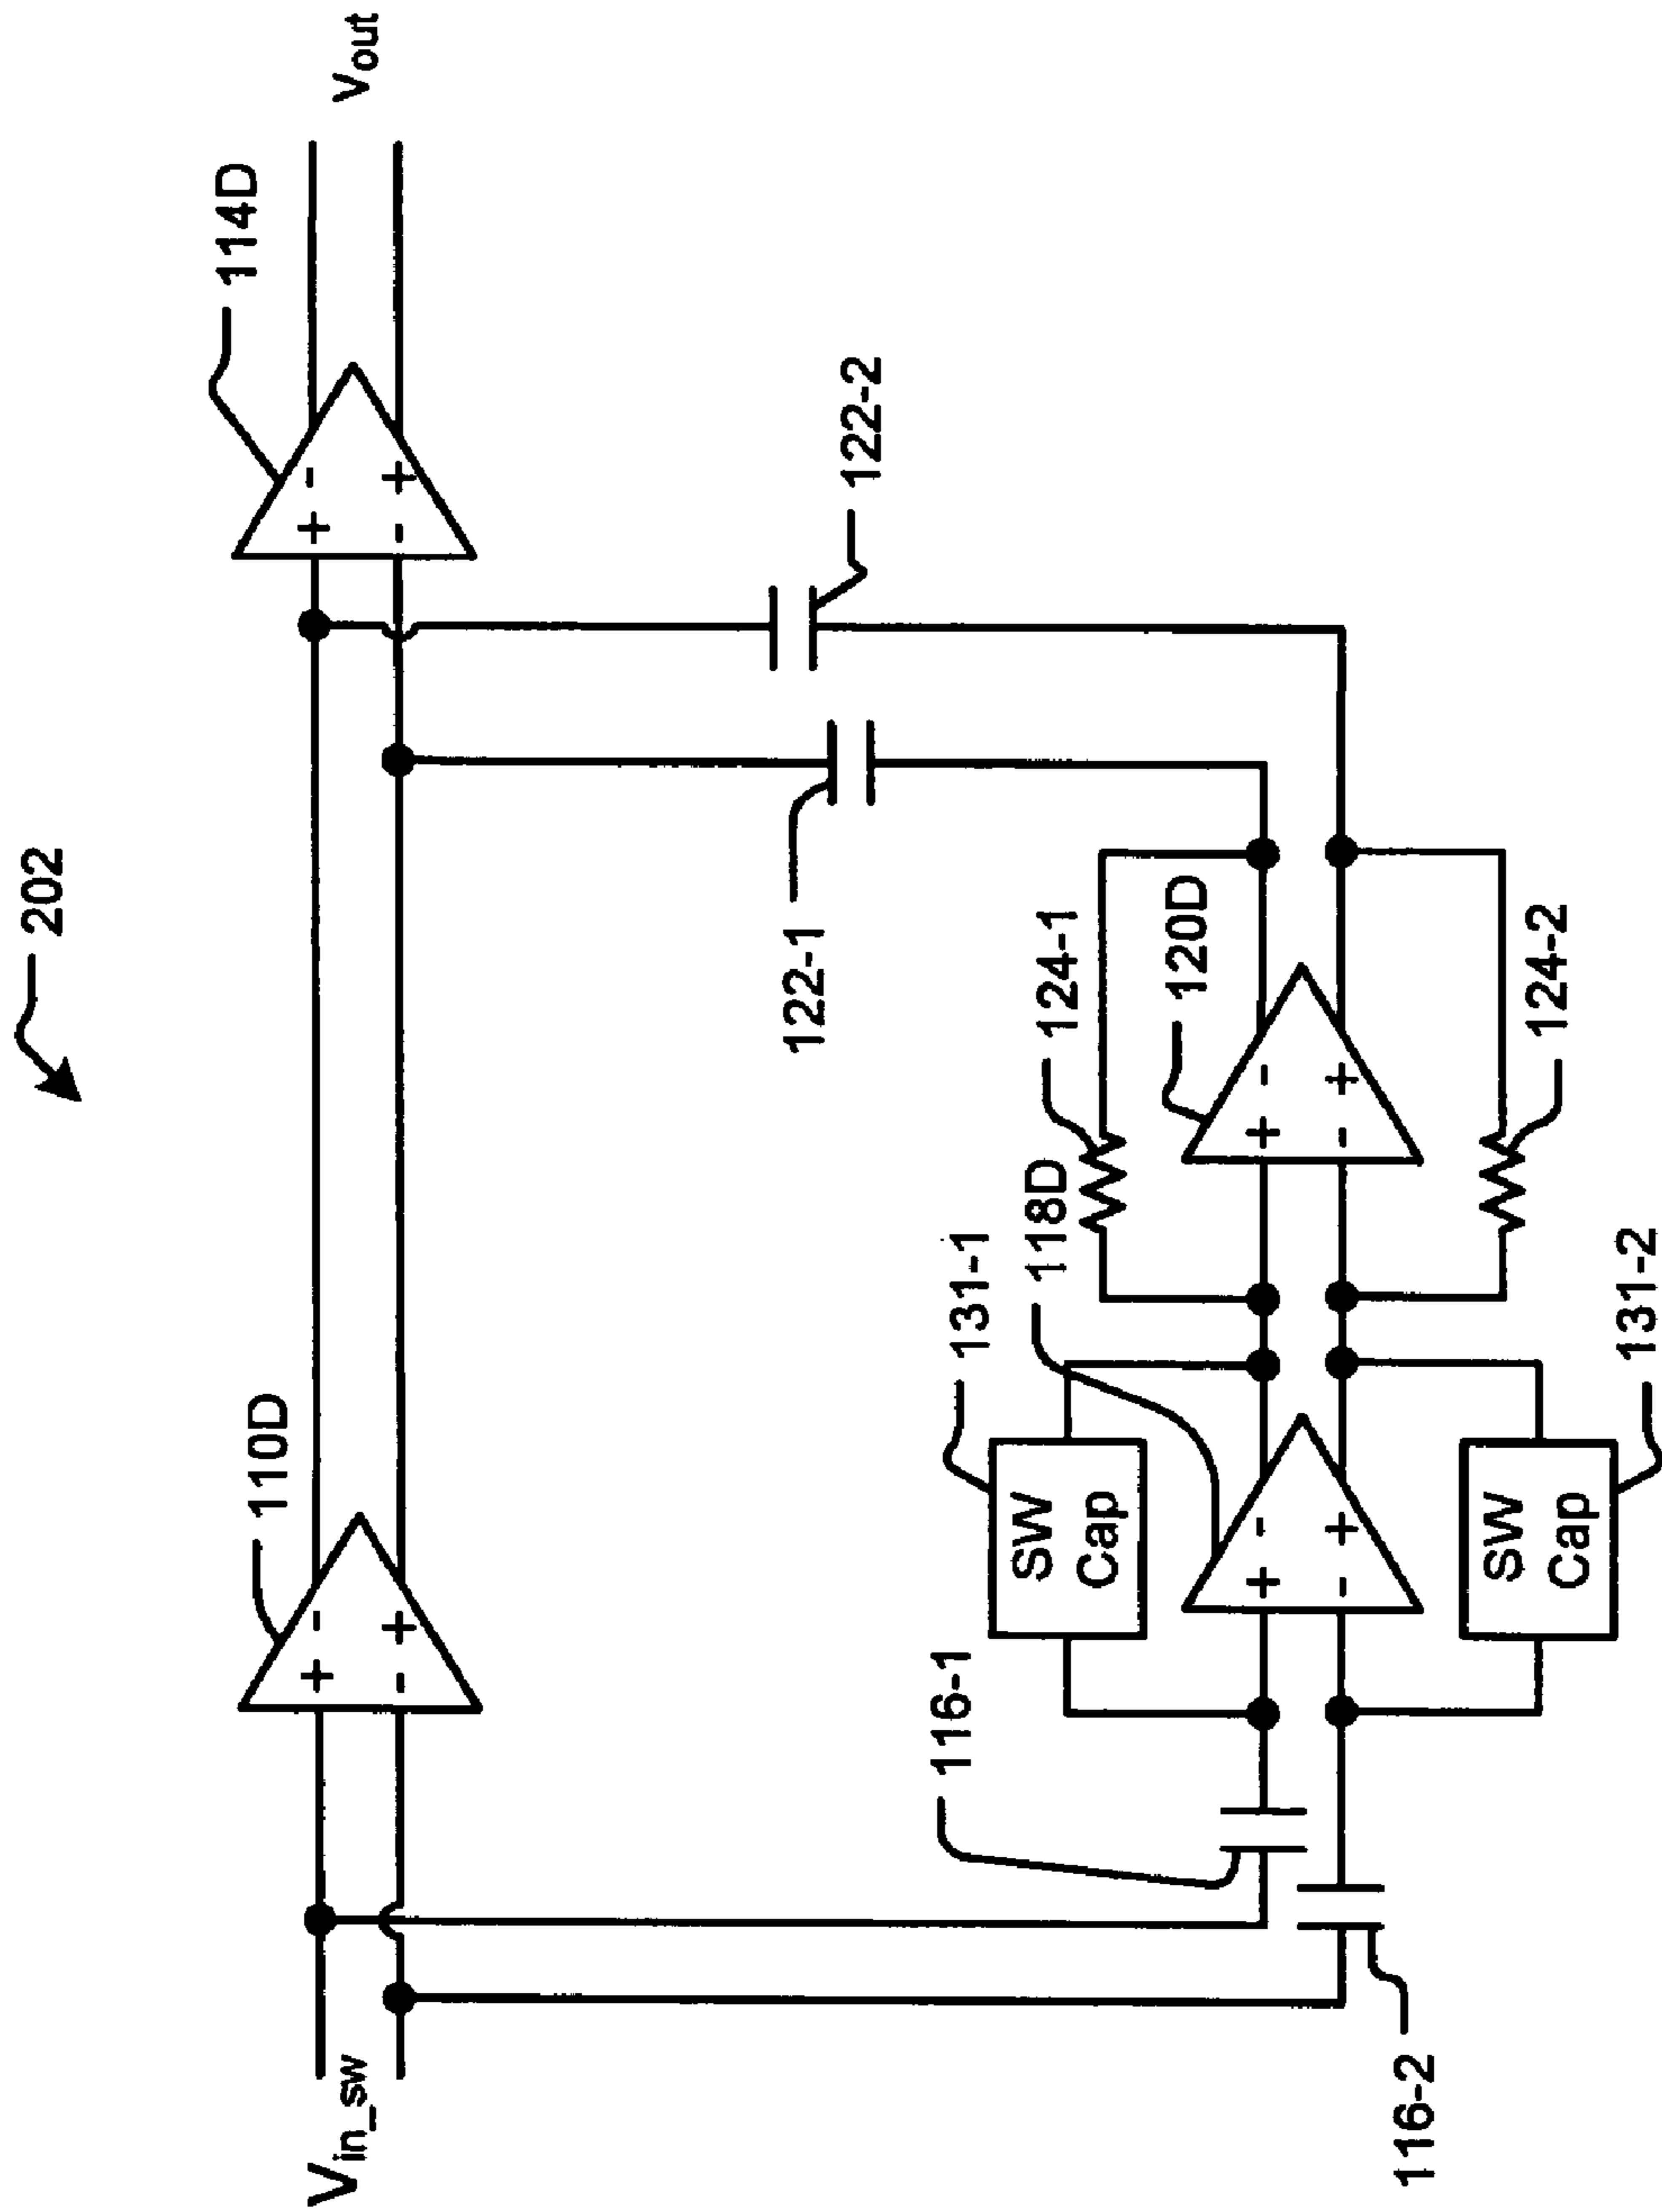 202
V_in_sw
110D
+ -
- +
114D
+ -
- +
Vout
122-1
122-2
116-1
116-2
131-1
SW
Cap
118D
+ -
- +
124-1
120D
+ -
- +
124-2
SW
Cap
131-2